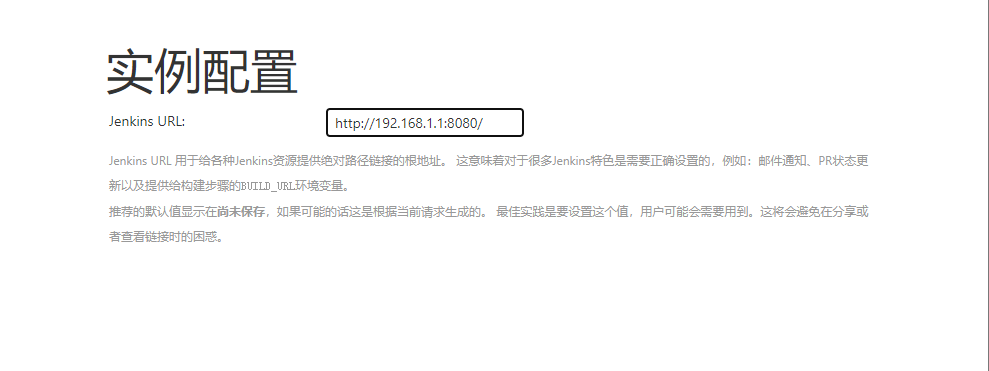 实例配置
Jenkins URL: http://192.168.1.1:8080/
Jenkins URL 用于给各种Jenkins资源提供绝对路径链接的根地址。 这意味着对于很多Jenkins特色是需要正确设置的，例如：邮件通知、PR状态更
新以及提供给构建步骤的BUILD_URL环境变量。
推荐的默认值显示在尚未保存，如果可能的话这是根据当前请求生成的。 最佳实践是要设置这个值，用户可能会需要用到。这将会避免在分享或
者查看链接时的困惑。